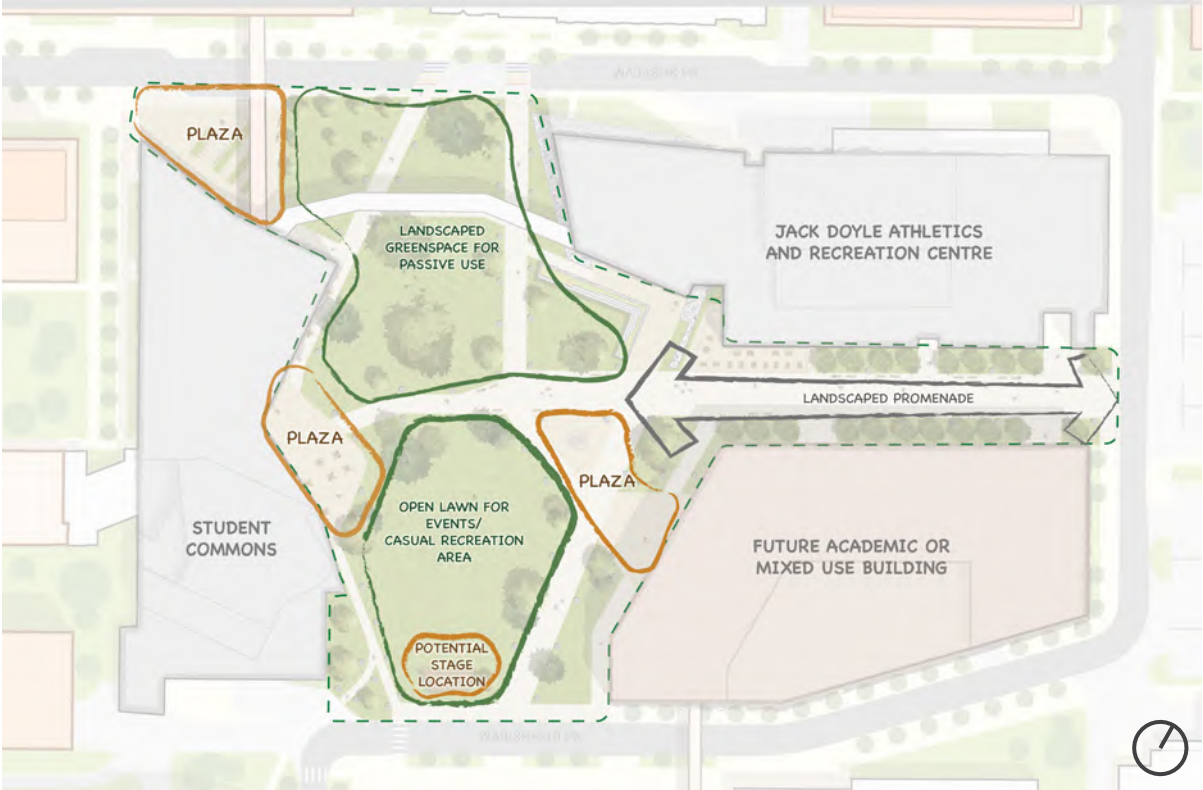 PLAZA
LANDSCAPED
GREENSPACE FOR
PASSIVE USE
JACK DOYLE ATHLETICS
AND RECREATION CENTRE
LANDSCAPED PROMENADE
PLAZA
PLAZA
OPEN LAWN FOR
EVENTS/
CASUAL RECREATION
AREA
STUDENT
COMMONS
FUTURE ACADEMIC OR
MIXED USE BUILDING
POTENTIAL
STAGE
LOCATION